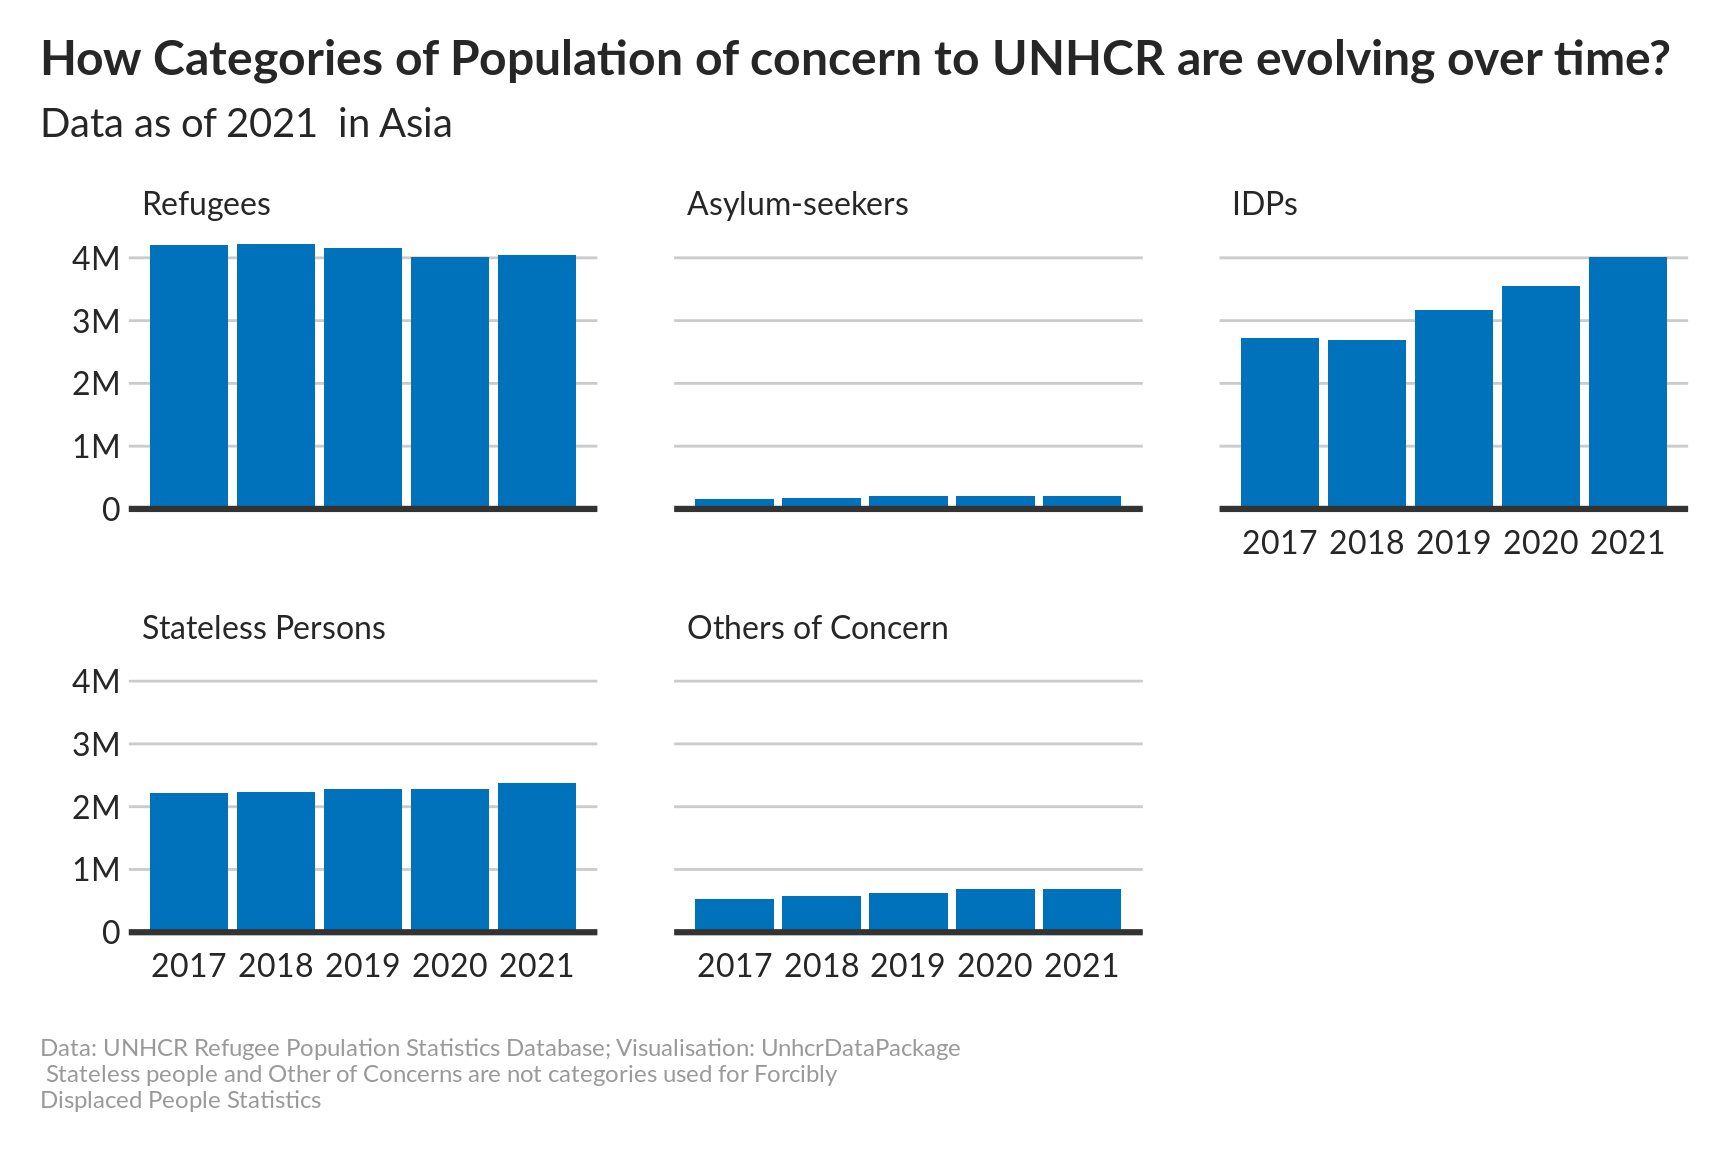 How Categories of Population of concern to UNHCR are evolving over time?
Data as of 2021  in Asia
Refugees
Asylum-seekers
IDPs
4M
3M
2M
1M
0
2017 2018 2019 2020 2021
Stateless Persons
Others of Concern
4M
3M
2M
1M
0
2017 2018 2019 2020 2021
2017 2018 2019 2020 2021
Data: UNHCR Refugee Population Statistics Database; Visualisation: UnhcrDataPackage
Stateless people and Other of Concerns are not categories used for Forcibly
Displaced People Statistics